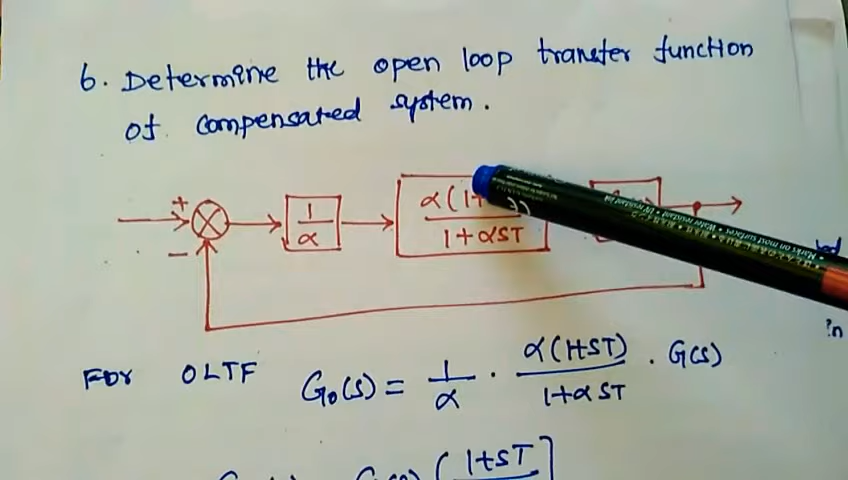 6. Determine the open loop transfer function
of compensated system.
+
1
α
α(1+
1+αST
−
For OLTF G₀(s) = 1/α · α(1+ST)/1+αST · G(s)
1+ST